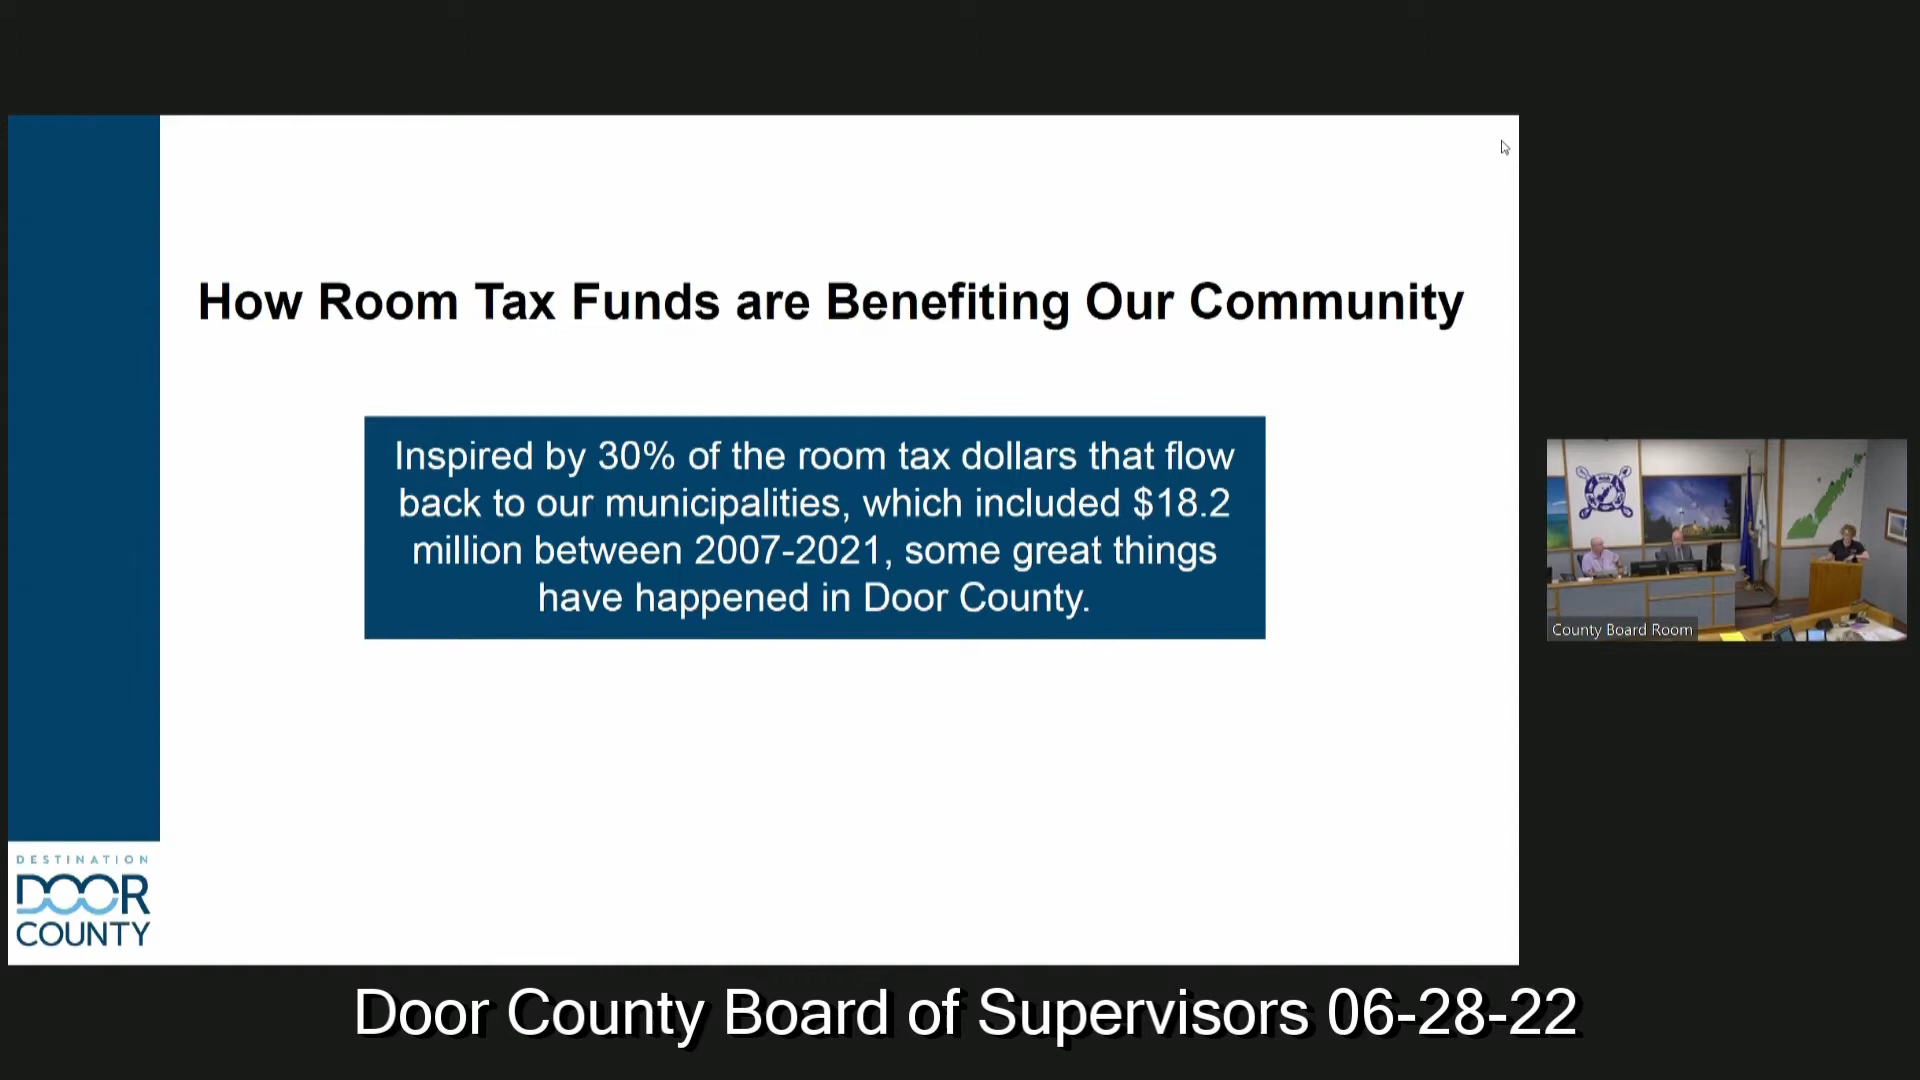 How Room Tax Funds are Benefiting Our Community
Inspired by 30% of the room tax dollars that flow
back to our municipalities, which included $18.2
million between 2007-2021, some great things
have happened in Door County.
DESTINATION
DOOR
COUNTY
County Board Room
Door County Board of Supervisors 06-28-22